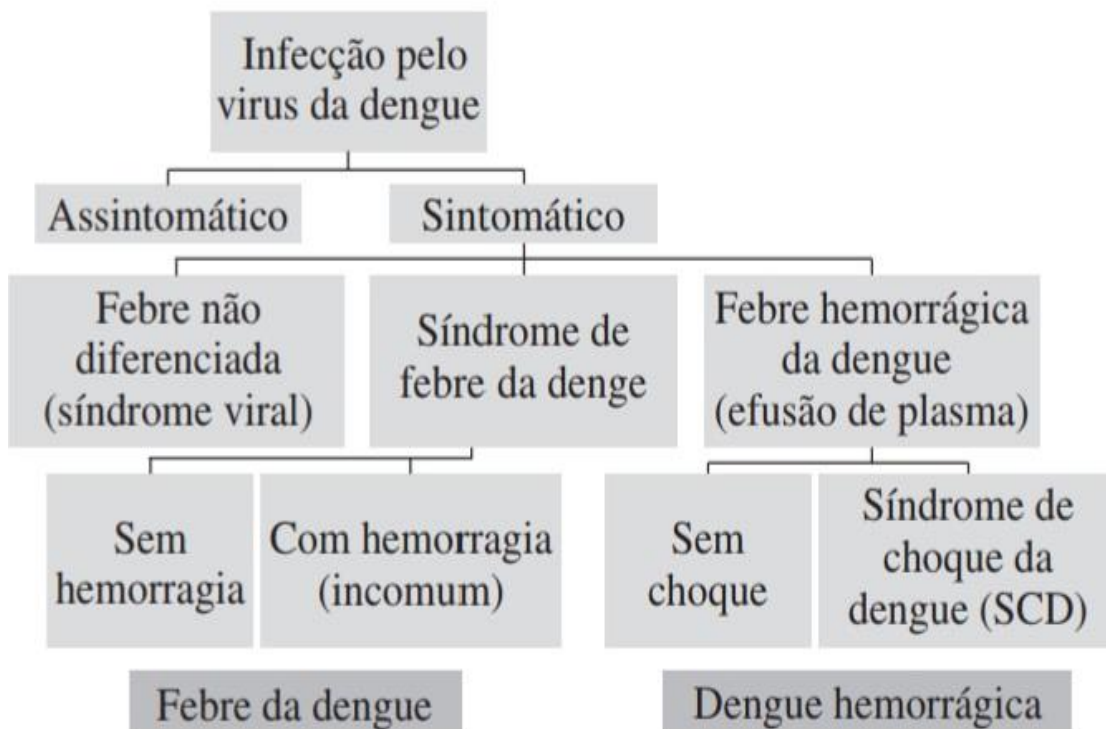 Infecção pelo
virus da dengue
Assintomático
Sintomático
Febre não
diferenciada
(síndrome viral)
Síndrome de
febre da denge
Febre hemorrágica
da dengue
(efusão de plasma)
Sem
hemorragia
Com hemorragia
(incomum)
Sem
choque
Síndrome de
choque da
dengue (SCD)
Febre da dengue
Dengue hemorrágica